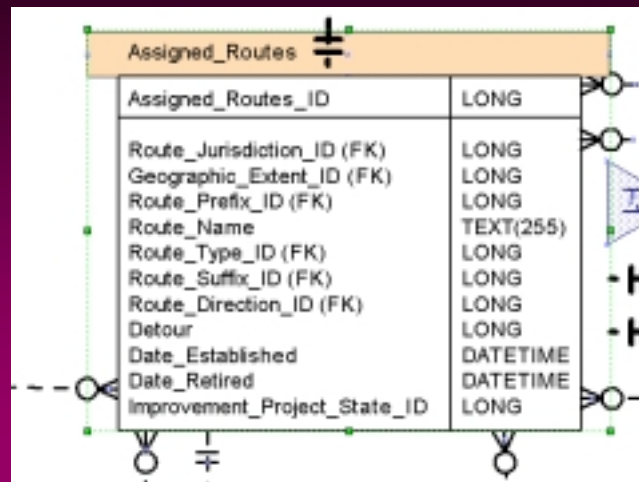 Assigned_Routes
Assigned_Routes_ID LONG
Route_Jurisdiction_ID (FK) LONG
Geographic_Extent_ID (FK) LONG
Route_Prefix_ID (FK) LONG
Route_Name TEXT(255)
Route_Type_ID (FK) LONG
Route_Suffix_ID (FK) LONG
Route_Direction_ID (FK) LONG
Detour LONG
Date_Established DATETIME
Date_Retired DATETIME
Improvement_Project_State_ID LONG